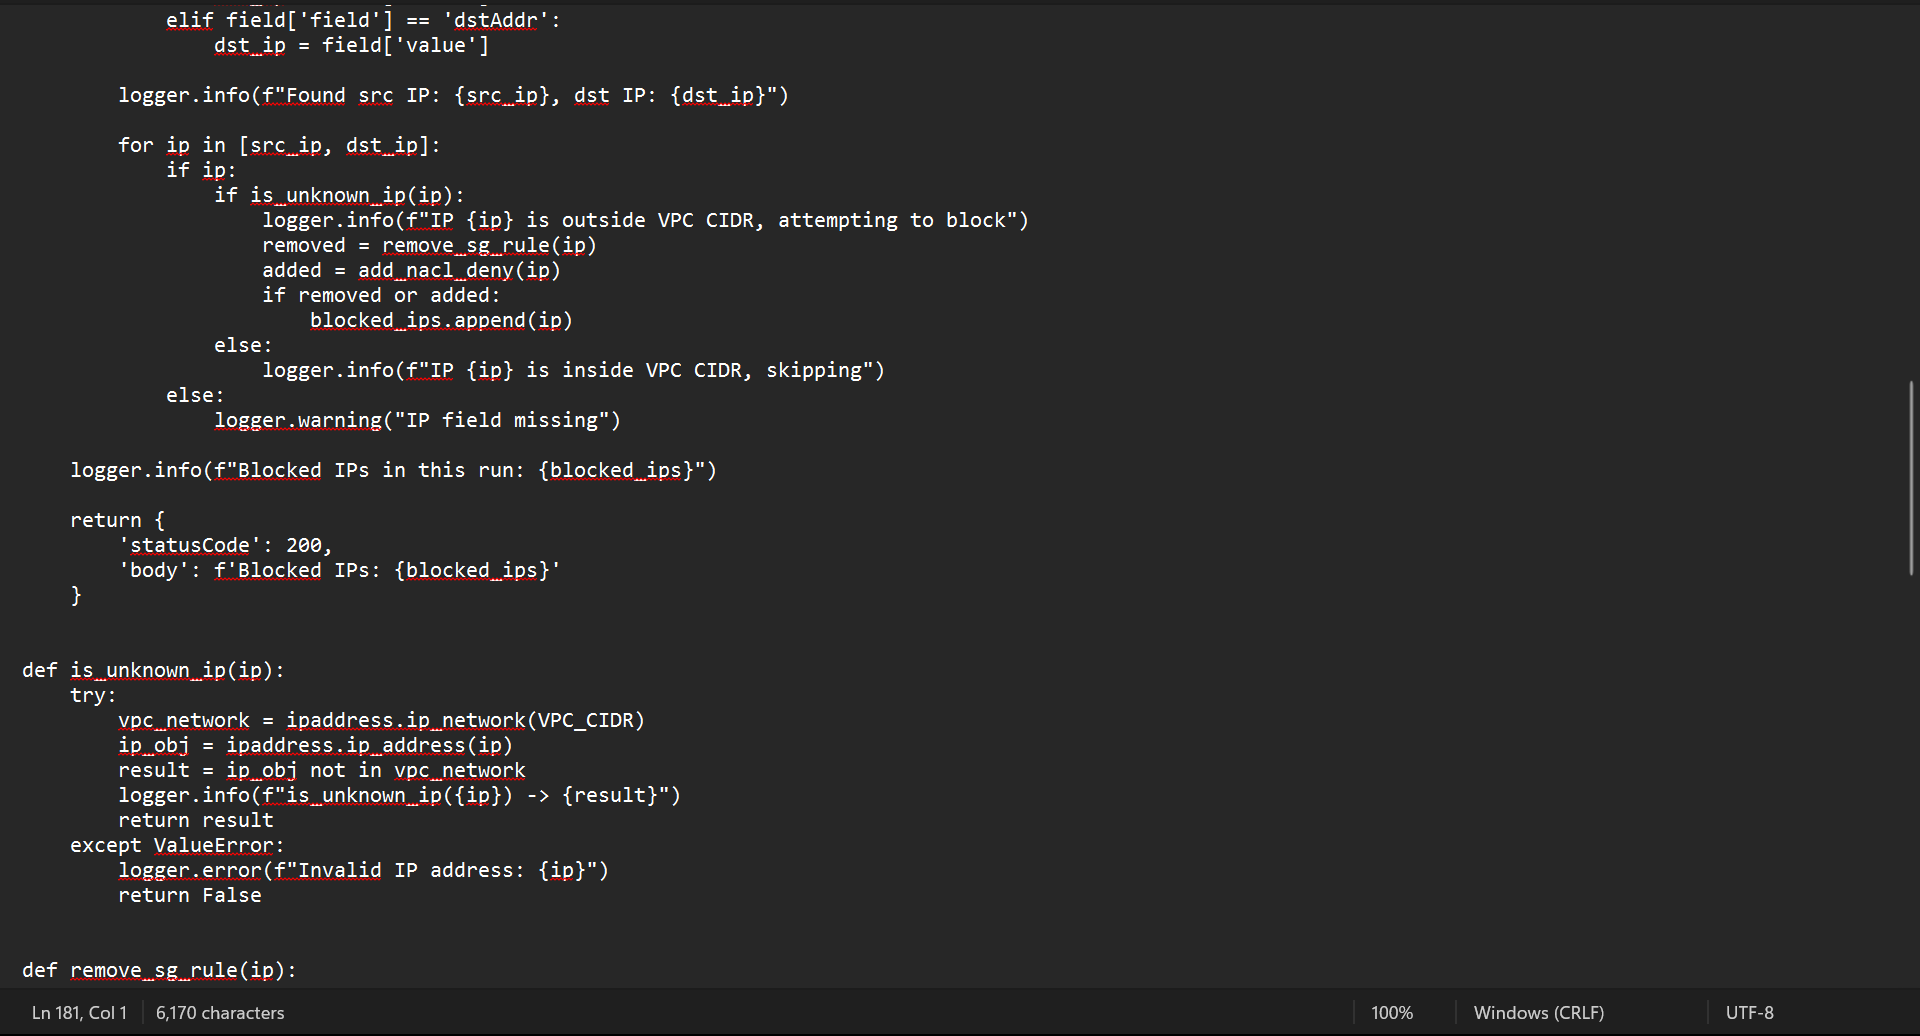 elif field['field'] == 'dstAddr':
dst_ip = field['value']
logger.info(f"Found src IP: {src_ip}, dst IP: {dst_ip}")
for ip in [src_ip, dst_ip]:
if ip:
if is_unknown_ip(ip):
logger.info(f"IP {ip} is outside VPC CIDR, attempting to block")
removed = remove_sg_rule(ip)
added = add_nacl_deny(ip)
if removed or added:
blocked_ips.append(ip)
else:
logger.info(f"IP {ip} is inside VPC CIDR, skipping")
else:
logger.warning("IP field missing")
logger.info(f"Blocked IPs in this run: {blocked_ips}")
return {
'statusCode': 200,
'body': f'Blocked IPs: {blocked_ips}'
}
def is_unknown_ip(ip):
try:
vpc_network = ipaddress.ip_network(VPC_CIDR)
ip_obj = ipaddress.ip_address(ip)
result = ip_obj not in vpc_network
logger.info(f"is_unknown_ip({ip}) -> {result}")
return result
except ValueError:
logger.error(f"Invalid IP address: {ip}")
return False
def remove_sg_rule(ip):
Ln 181, Col 1 6,170 characters 100% Windows (CRLF) UTF-8